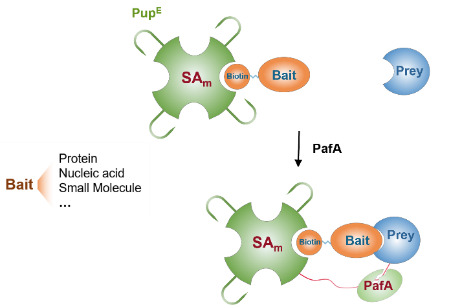 Pup^E
SA_m
Biotin
Bait
Prey
PafA
Bait
Protein
Nucleic acid
Small Molecule
...
SA_m
Biotin
Bait
Prey
PafA